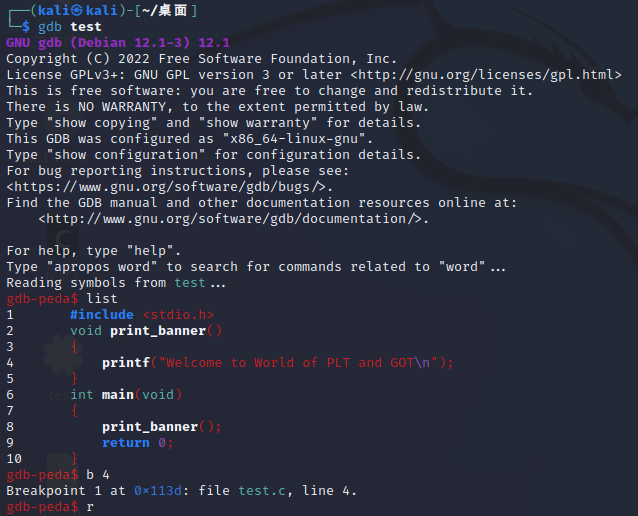 ┌──(kali㉿kali)-[~/桌面]
└─$ gdb test
GNU gdb (Debian 12.1-3) 12.1
Copyright (C) 2022 Free Software Foundation, Inc.
License GPLv3+: GNU GPL version 3 or later <http://gnu.org/licenses/gpl.html>
This is free software: you are free to change and redistribute it.
There is NO WARRANTY, to the extent permitted by law.
Type "show copying" and "show warranty" for details.
This GDB was configured as "x86_64-linux-gnu".
Type "show configuration" for configuration details.
For bug reporting instructions, please see:
<https://www.gnu.org/software/gdb/bugs/>.
Find the GDB manual and other documentation resources online at:
    <http://www.gnu.org/software/gdb/documentation/>.

For help, type "help".
Type "apropos word" to search for commands related to "word"...
Reading symbols from test...
gdb-peda$ list
1       #include <stdio.h>
2       void print_banner()
3       {
4           printf("Welcome to World of PLT and GOT\n");
5       }
6       int main(void)
7       {
8           print_banner();
9           return 0;
10      }
gdb-peda$ b 4
Breakpoint 1 at 0×113d: file test.c, line 4.
gdb-peda$ r